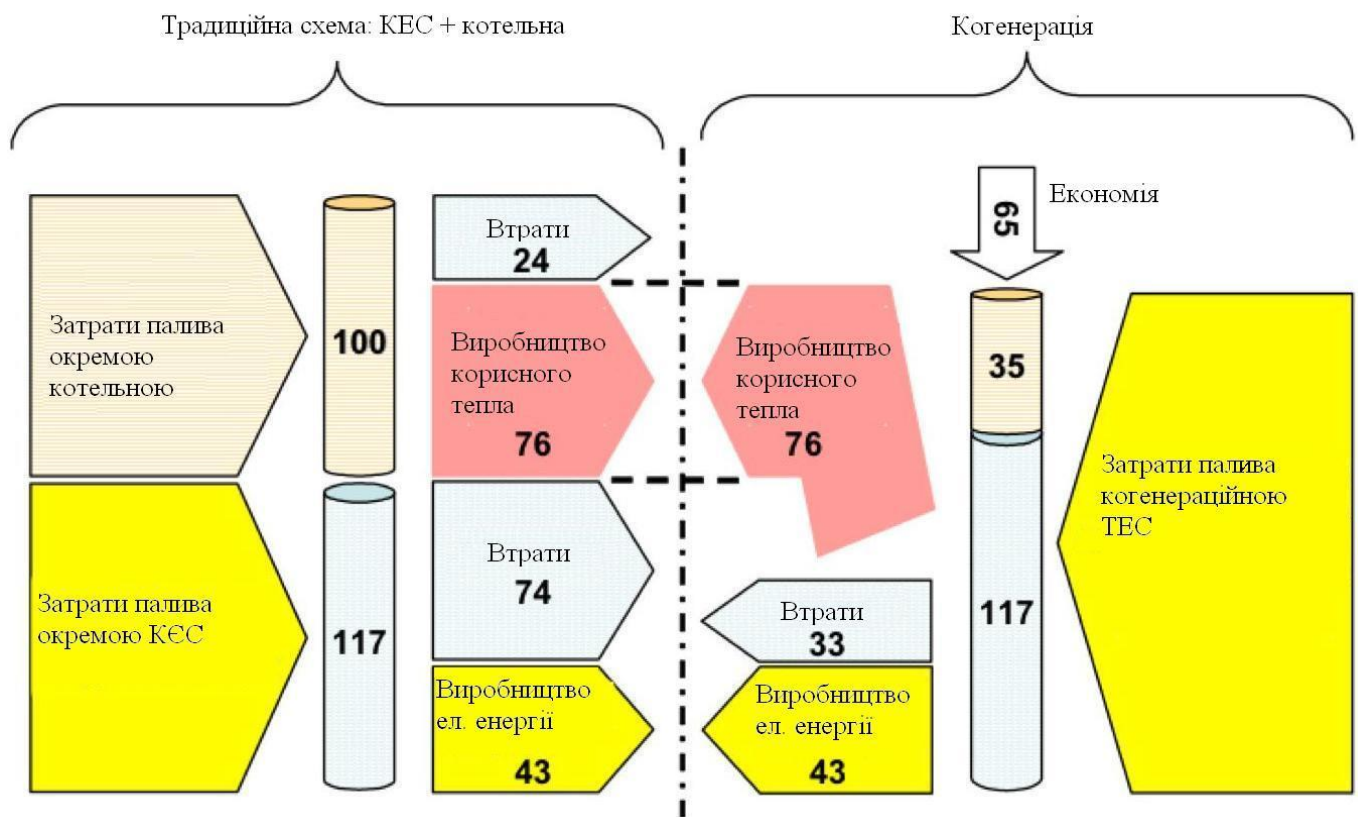 Традиційна схема: КЕС + котельна
Когенерація
Затрати палива
окремою
котельною
100
Втрати
24
Виробництво
корисного
тепла
76
Затрати палива
окремою КЄС
117
Втрати
74
Виробництво
ел. енергії
43
Виробництво
корисного
тепла
76
Втрати
33
Виробництво
ел. енергії
43
65
Економія
35
117
Затрати палива
когенераційною
ТЕС